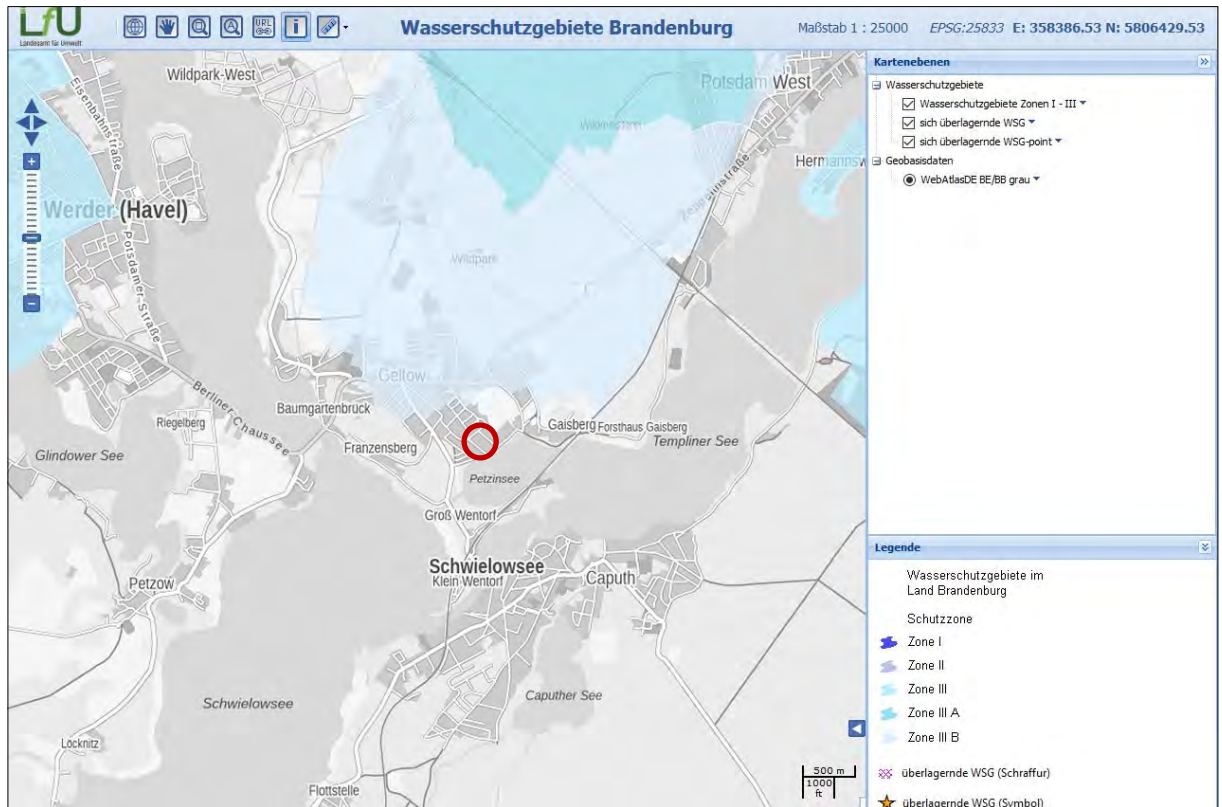 LfU
Landesamt für Umwelt
URL
Wasserschutzgebiete Brandenburg
Maßstab 1 : 25000
EPSG:25833 E: 358386.53 N: 5806429.53
Wildpark-West
Eisenbahnstraße
Potsdam West
Wildpark
Zeppelinstraße
Werder (Havel)
Potsdamer-Straße
Geltow
Baumgartenbrück
Riegelberg
Berliner-Chaussee
Gaisberg
Forsthaus Gaisberg
Templiner See
Franzensberg
Glindower See
Petzinsee
Groß Wentorf
Schwielowsee
Klein Wentorf
Caputh
Petzow
Caputher See
Schwielowsee
Löcknitz
Flottstelle
500 m
1000
ft
Kartenebenen
Wasserschutzgebiete
Wasserschutzgebiete Zonen I - III
sich überlagernde WSG
sich überlagernde WSG-point
Geobasisdaten
WebAtlasDE BE/BB grau
Legende
Wasserschutzgebiete im
Land Brandenburg
Schutzzone
Zone I
Zone II
Zone III
Zone III A
Zone III B
überlagernde WSG (Schraffur)
überlagernde WSG (Symbol)